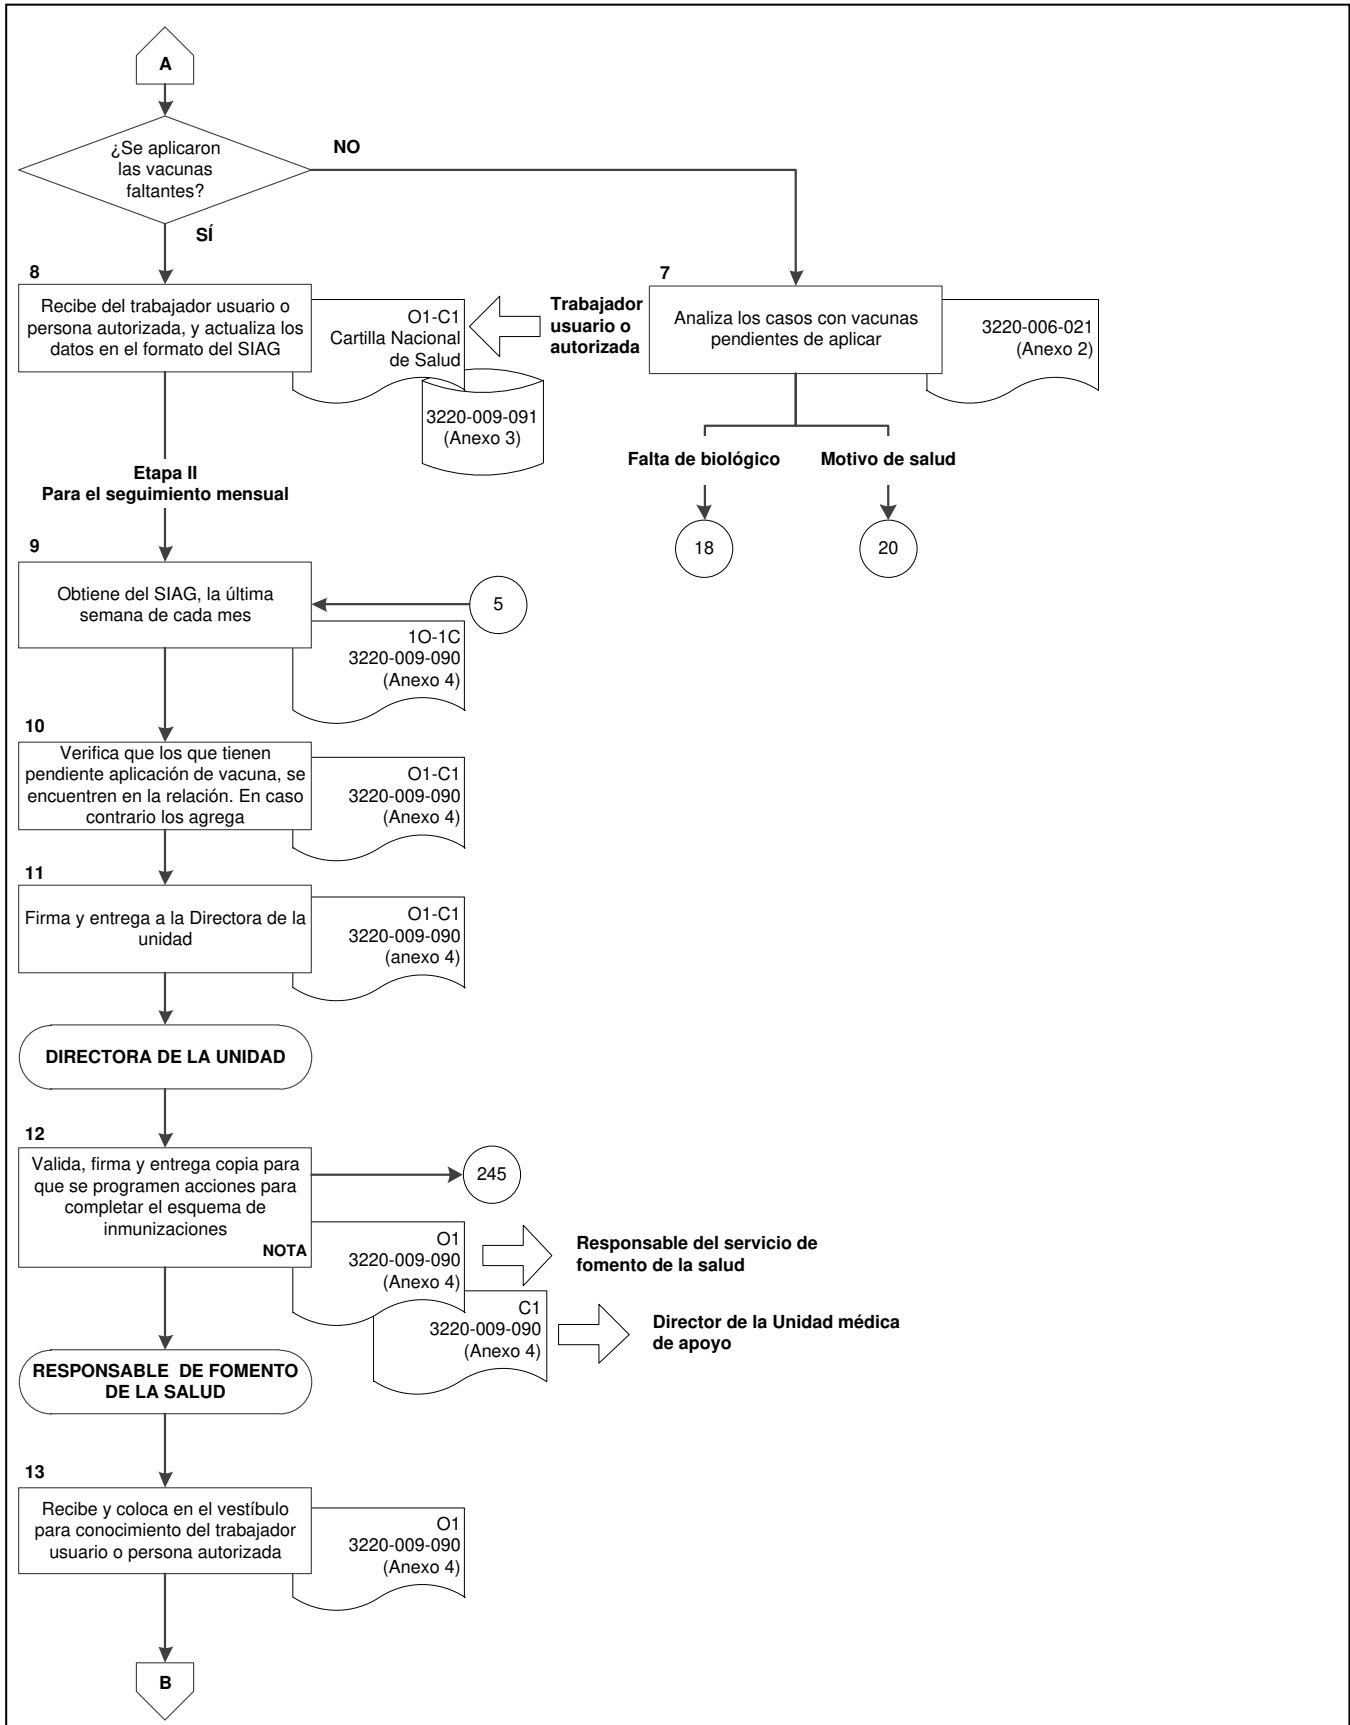 A
¿Se aplicaron
las vacunas
faltantes?
NO
SÍ
8
Recibe del trabajador usuario o
persona autorizada, y actualiza los
datos en el formato del SIAG
O1-C1
Cartilla Nacional
de Salud
3220-009-091
(Anexo 3)
Trabajador
usuario o
autorizada
7
Analiza los casos con vacunas
pendientes de aplicar
3220-006-021
(Anexo 2)
Falta de biológico
Motivo de salud
18
20
Etapa II
Para el seguimiento mensual
9
Obtiene del SIAG, la última
semana de cada mes
5
1O-1C
3220-009-090
(Anexo 4)
10
Verifica que los que tienen
pendiente aplicación de vacuna, se
encuentren en la relación. En caso
contrario los agrega
O1-C1
3220-009-090
(Anexo 4)
11
Firma y entrega a la Directora de la
unidad
O1-C1
3220-009-090
(anexo 4)
DIRECTORA DE LA UNIDAD
12
Valida, firma y entrega copia para
que se programen acciones para
completar el esquema de
inmunizaciones
NOTA
245
O1
3220-009-090
(Anexo 4)
Responsable del servicio de
fomento de la salud
C1
3220-009-090
(Anexo 4)
Director de la Unidad médica
de apoyo
RESPONSABLE DE FOMENTO
DE LA SALUD
13
Recibe y coloca en el vestíbulo
para conocimiento del trabajador
usuario o persona autorizada
O1
3220-009-090
(Anexo 4)
B